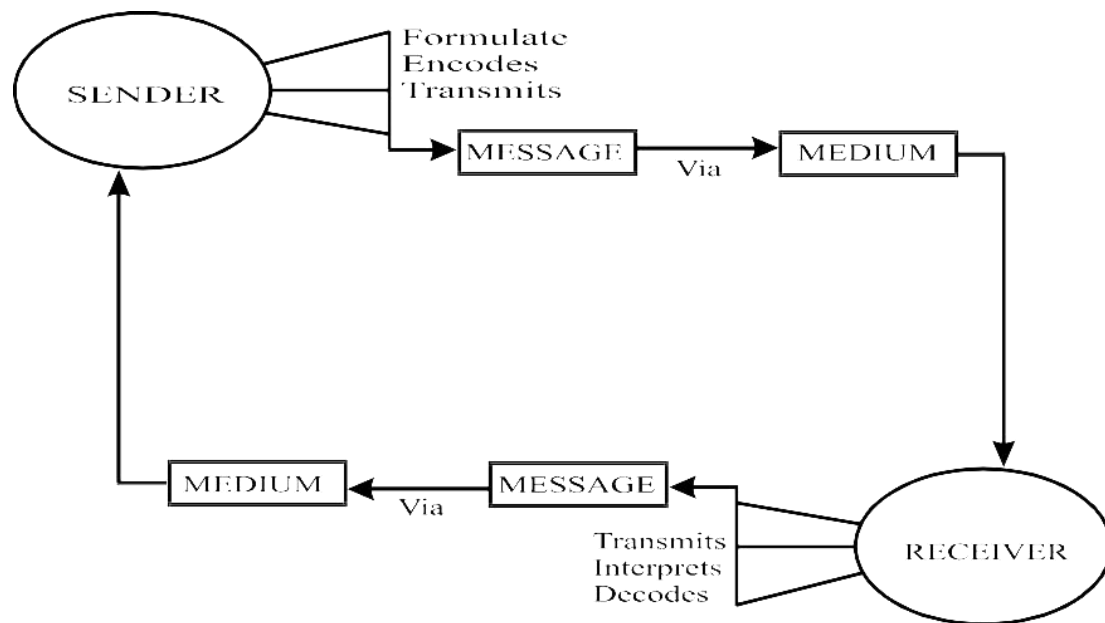 SENDER
Formulate
Encodes
Transmits
MESSAGE
Via
MEDIUM
MEDIUM
Via
MESSAGE
Transmits
Interprets
Decodes
RECEIVER